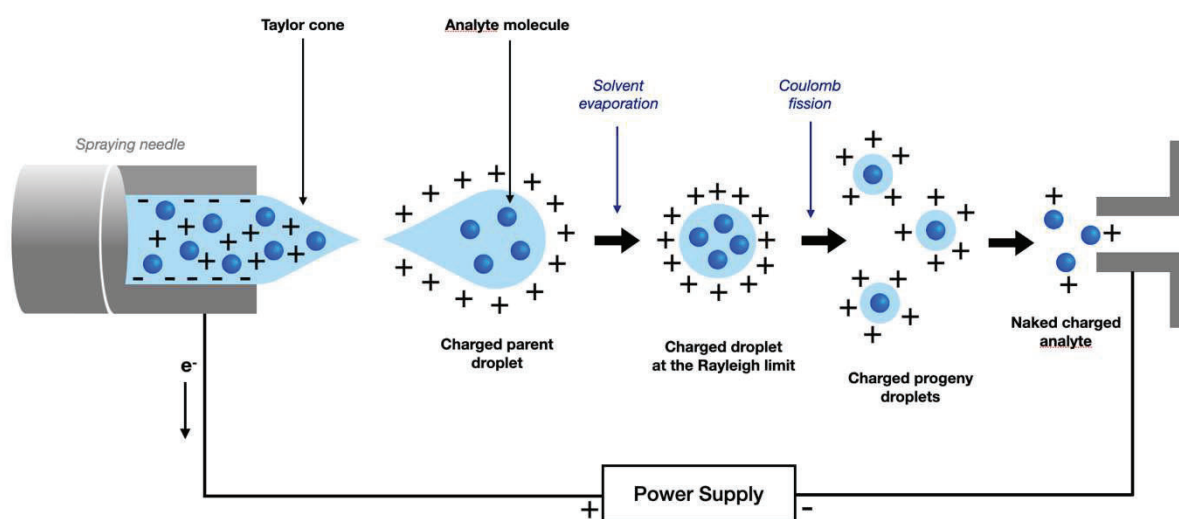 Taylor cone
Analyte molecule
Solvent
evaporation
Coulomb
fission
Spraying needle
Charged parent
droplet
Charged droplet
at the Rayleigh limit
Charged progeny
droplets
Naked charged
analyte
e-
Power Supply
+ -